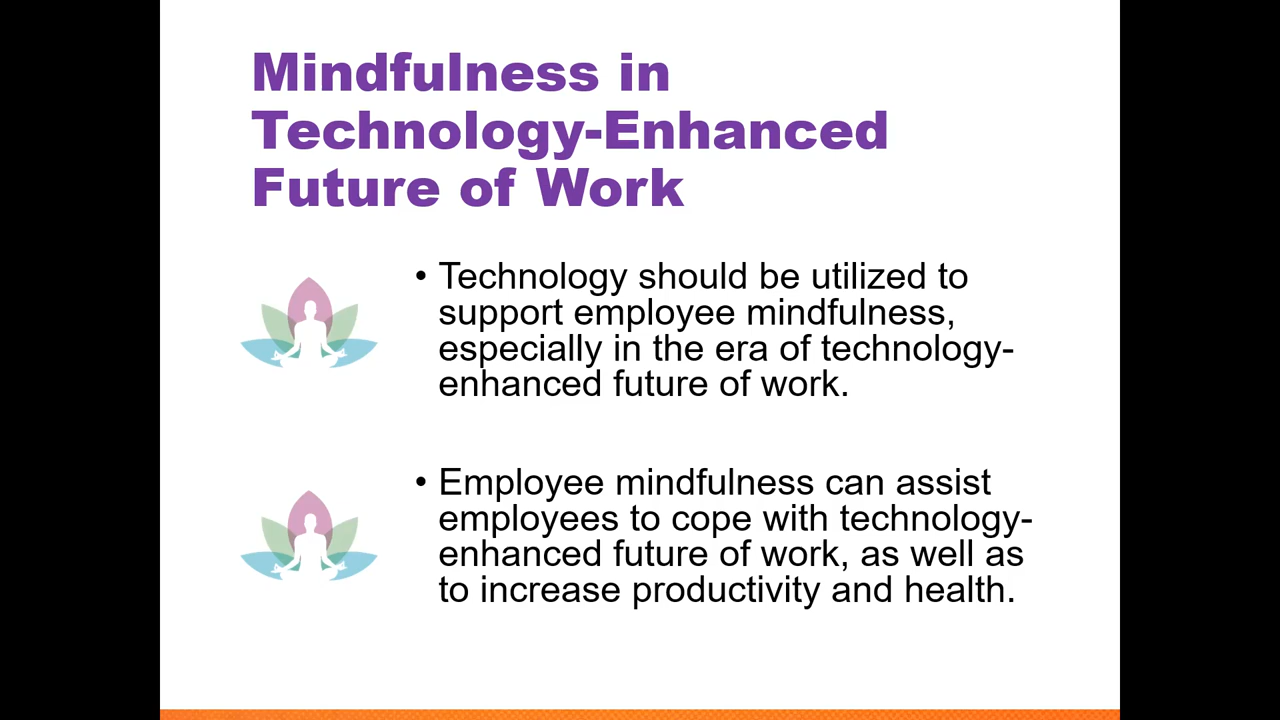 Mindfulness in
Technology-Enhanced
Future of Work
• Technology should be utilized to
support employee mindfulness,
especially in the era of technology-
enhanced future of work.
• Employee mindfulness can assist
employees to cope with technology-
enhanced future of work, as well as
to increase productivity and health.